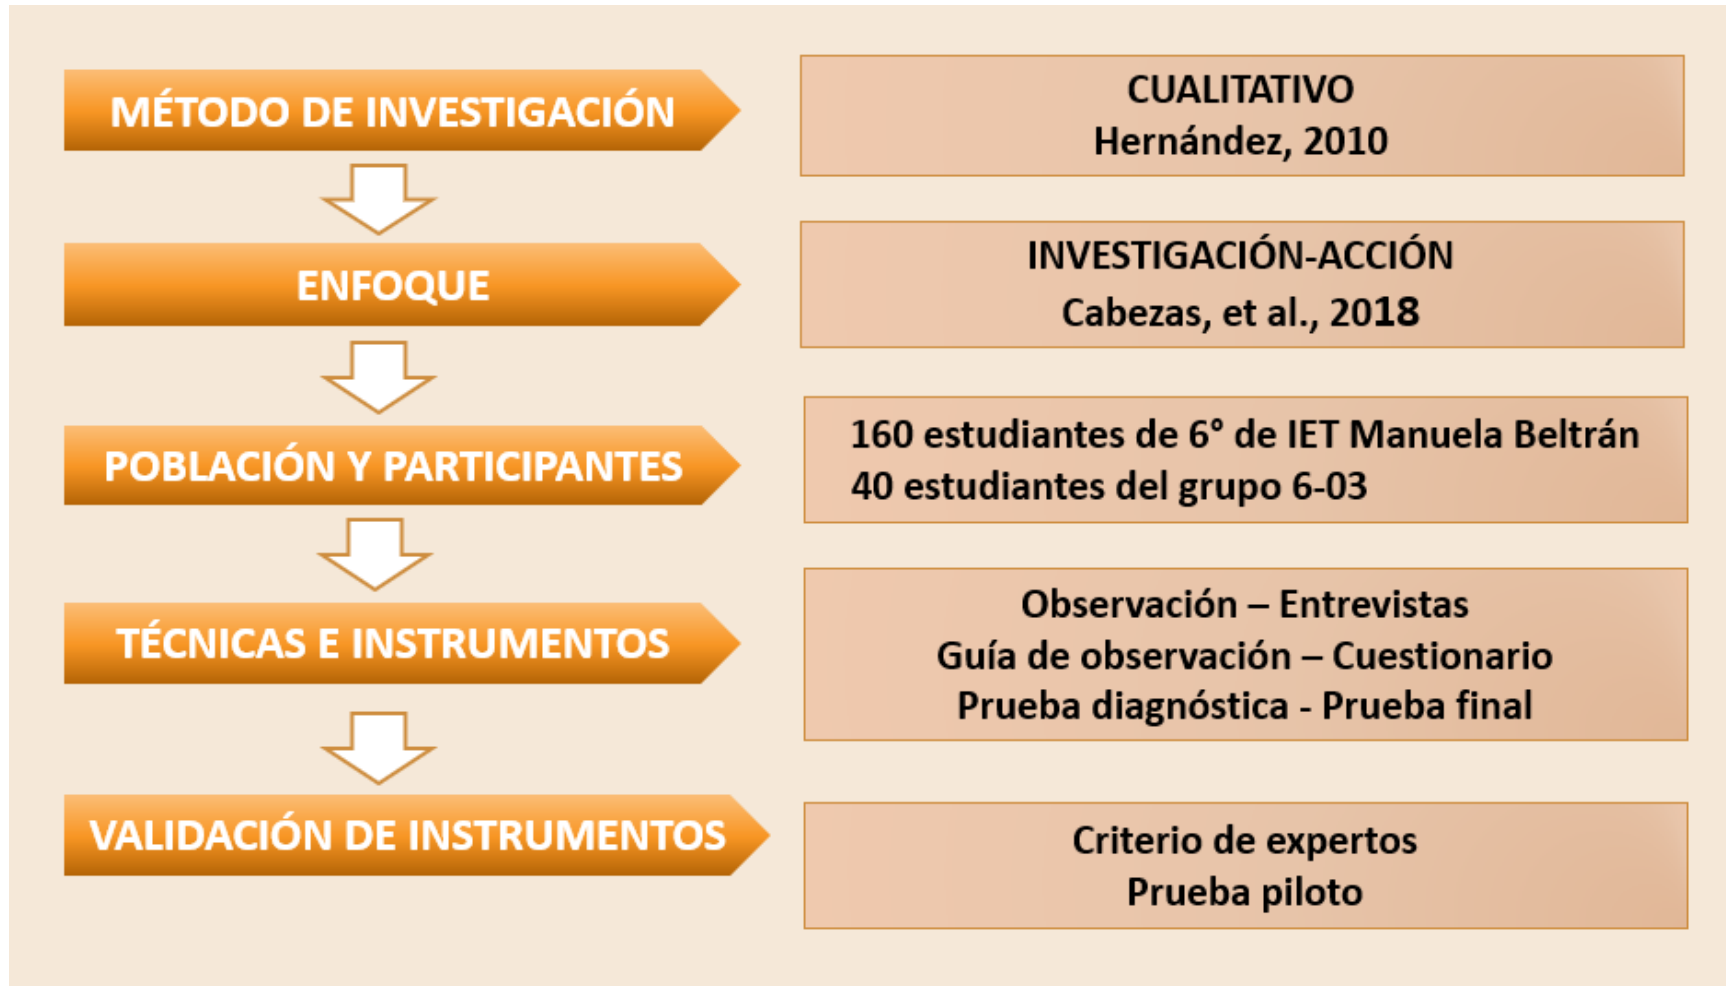 MÉTODO DE INVESTIGACIÓN
CUALITATIVO
Hernández, 2010
ENFOQUE
INVESTIGACIÓN-ACCIÓN
Cabezas, et al., 2018
POBLACIÓN Y PARTICIPANTES
160 estudiantes de 6° de IET Manuela Beltrán
40 estudiantes del grupo 6-03
TÉCNICAS E INSTRUMENTOS
Observación – Entrevistas
Guía de observación – Cuestionario
Prueba diagnóstica - Prueba final
VALIDACIÓN DE INSTRUMENTOS
Criterio de expertos
Prueba piloto